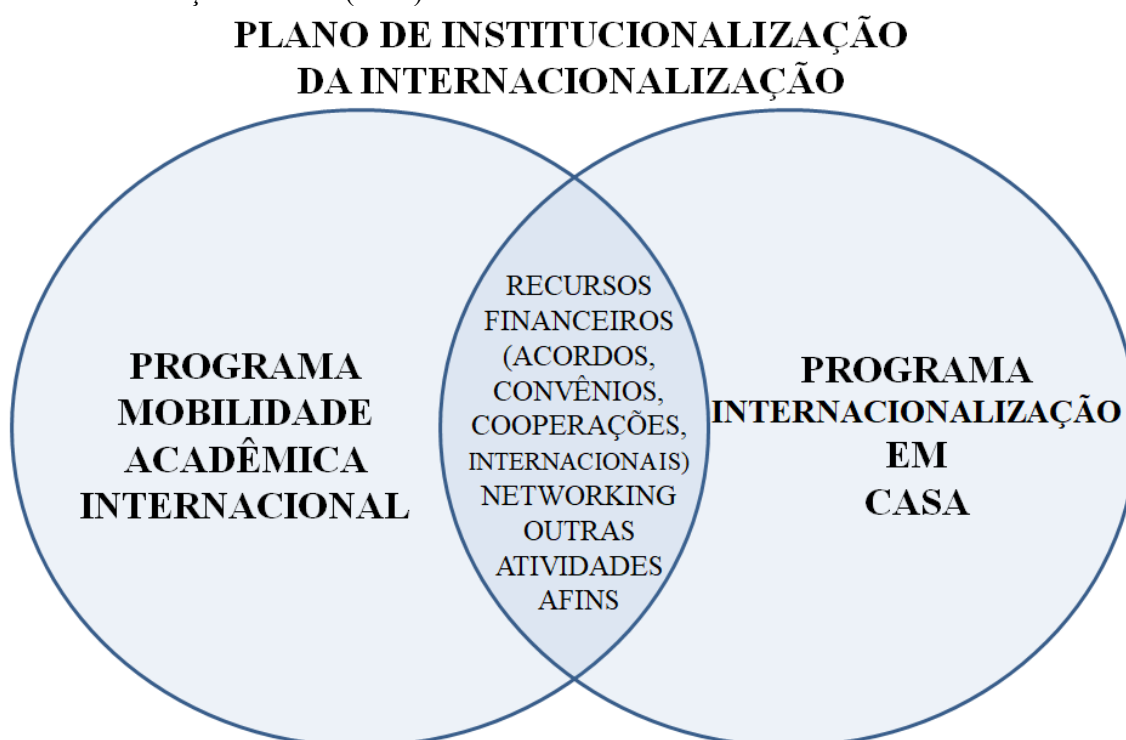 PLANO DE INSTITUCIONALIZAÇÃO
DA INTERNACIONALIZAÇÃO
PROGRAMA
MOBILIDADE
ACADÊMICA
INTERNACIONAL
RECURSOS
FINANCEIROS
(ACORDOS,
CONVÊNIOS,
COOPERAÇÕES,
INTERNACIONAIS)
NETWORKING
OUTRAS
ATIVIDADES
AFINS
PROGRAMA
INTERNACIONALIZAÇÃO
EM
CASA